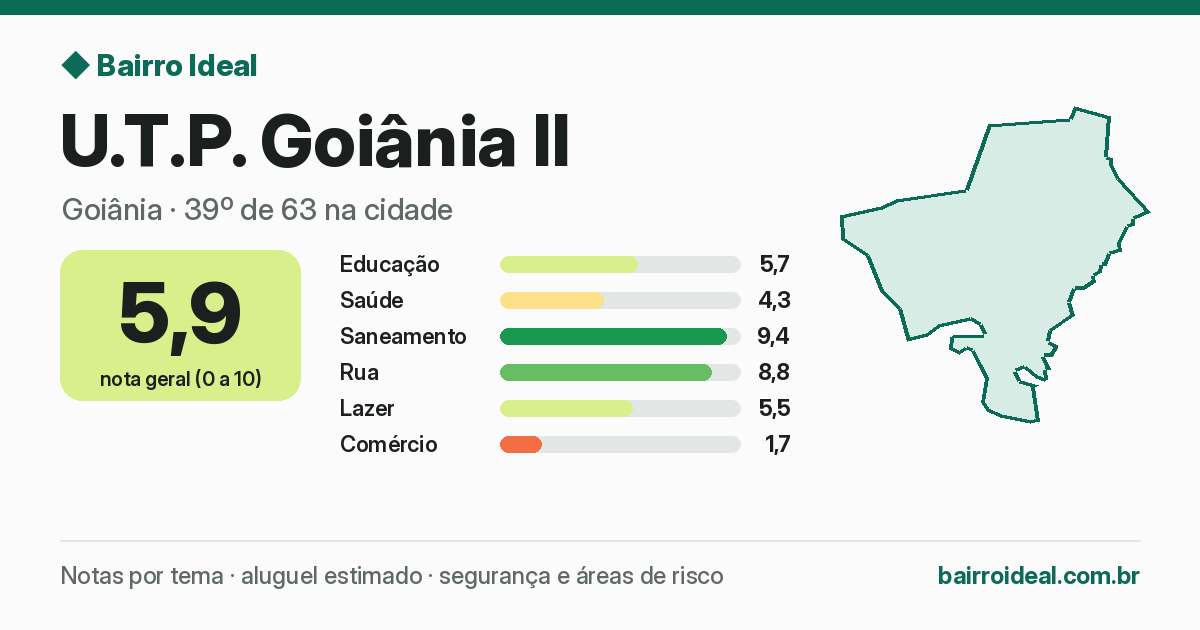 Bairro Ideal
U.T.P. Goiânia II
Goiânia · 39º de 63 na cidade
5,9
nota geral (0 a 10)
Educação 5,7
Saúde 4,3
Saneamento 9,4
Rua 8,8
Lazer 5,5
Comércio 1,7
Notas por tema · aluguel estimado · segurança e áreas de risco
bairroideal.com.br